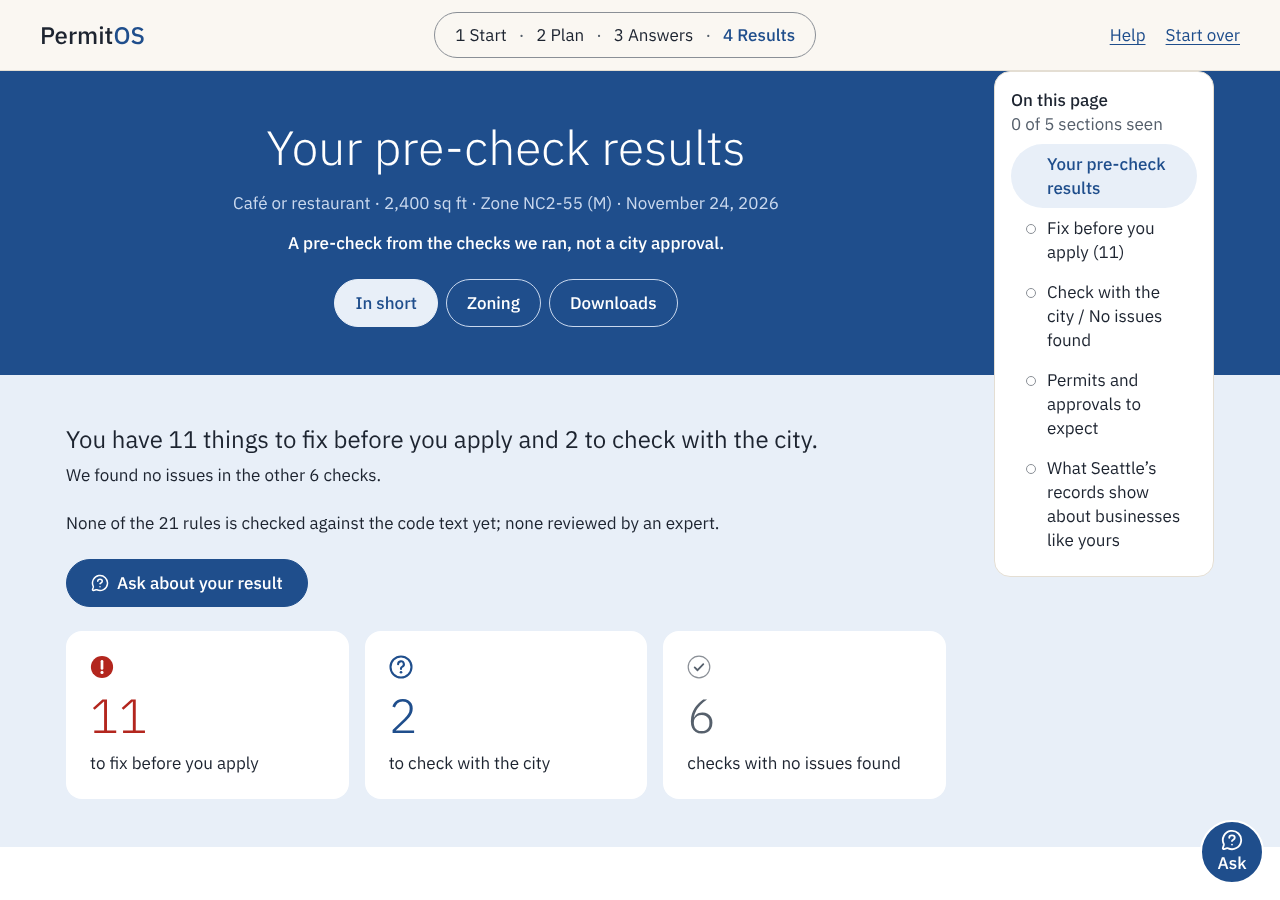 PermitOS
1 Start · 2 Plan · 3 Answers · 4 Results
Help
Start over
Your pre-check results
Café or restaurant · 2,400 sq ft · Zone NC2-55 (M) · November 24, 2026
A pre-check from the checks we ran, not a city approval.
In short
Zoning
Downloads
On this page
0 of 5 sections seen
Your pre-check
results
Fix before you
apply (11)
Check with the
city / No issues
found
Permits and
approvals to
expect
What Seattle’s
records show
about businesses
like yours
You have 11 things to fix before you apply and 2 to check with the city.
We found no issues in the other 6 checks.
None of the 21 rules is checked against the code text yet; none reviewed by an expert.
Ask about your result
11
to fix before you apply
2
to check with the city
6
checks with no issues found
Ask